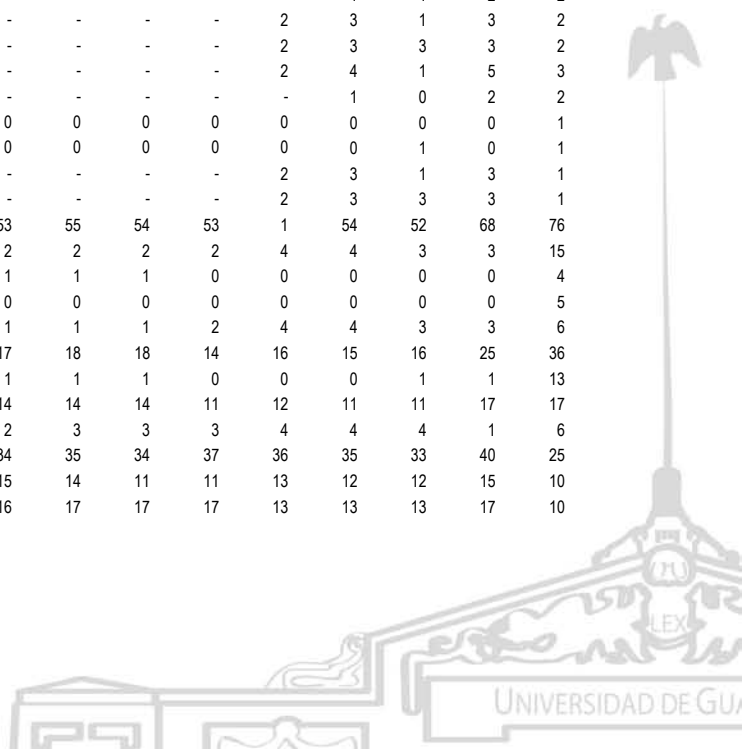 - - - - 2 3 1 3 2
- - - - 2 3 3 3 2
- - - - 2 4 1 5 3
- - - - - 1 0 2 2
0 0 0 0 0 0 0 0 1
0 0 0 0 0 0 1 0 1
- - - - 2 3 1 3 1
- - - - 2 3 3 3 1
53 55 54 53 1 54 52 68 76
2 2 2 2 4 4 3 3 15
1 1 1 0 0 0 0 0 4
0 0 0 0 0 0 0 0 5
1 1 1 2 4 4 3 3 6
17 18 18 14 16 15 16 25 36
1 1 1 0 0 0 1 1 13
14 14 14 11 12 11 11 17 17
2 3 3 3 4 4 4 1 6
34 35 34 37 36 35 33 40 25
15 14 11 11 13 12 12 15 10
16 17 17 17 13 13 13 17 10
LEX
UNIVERSIDAD DE GUA